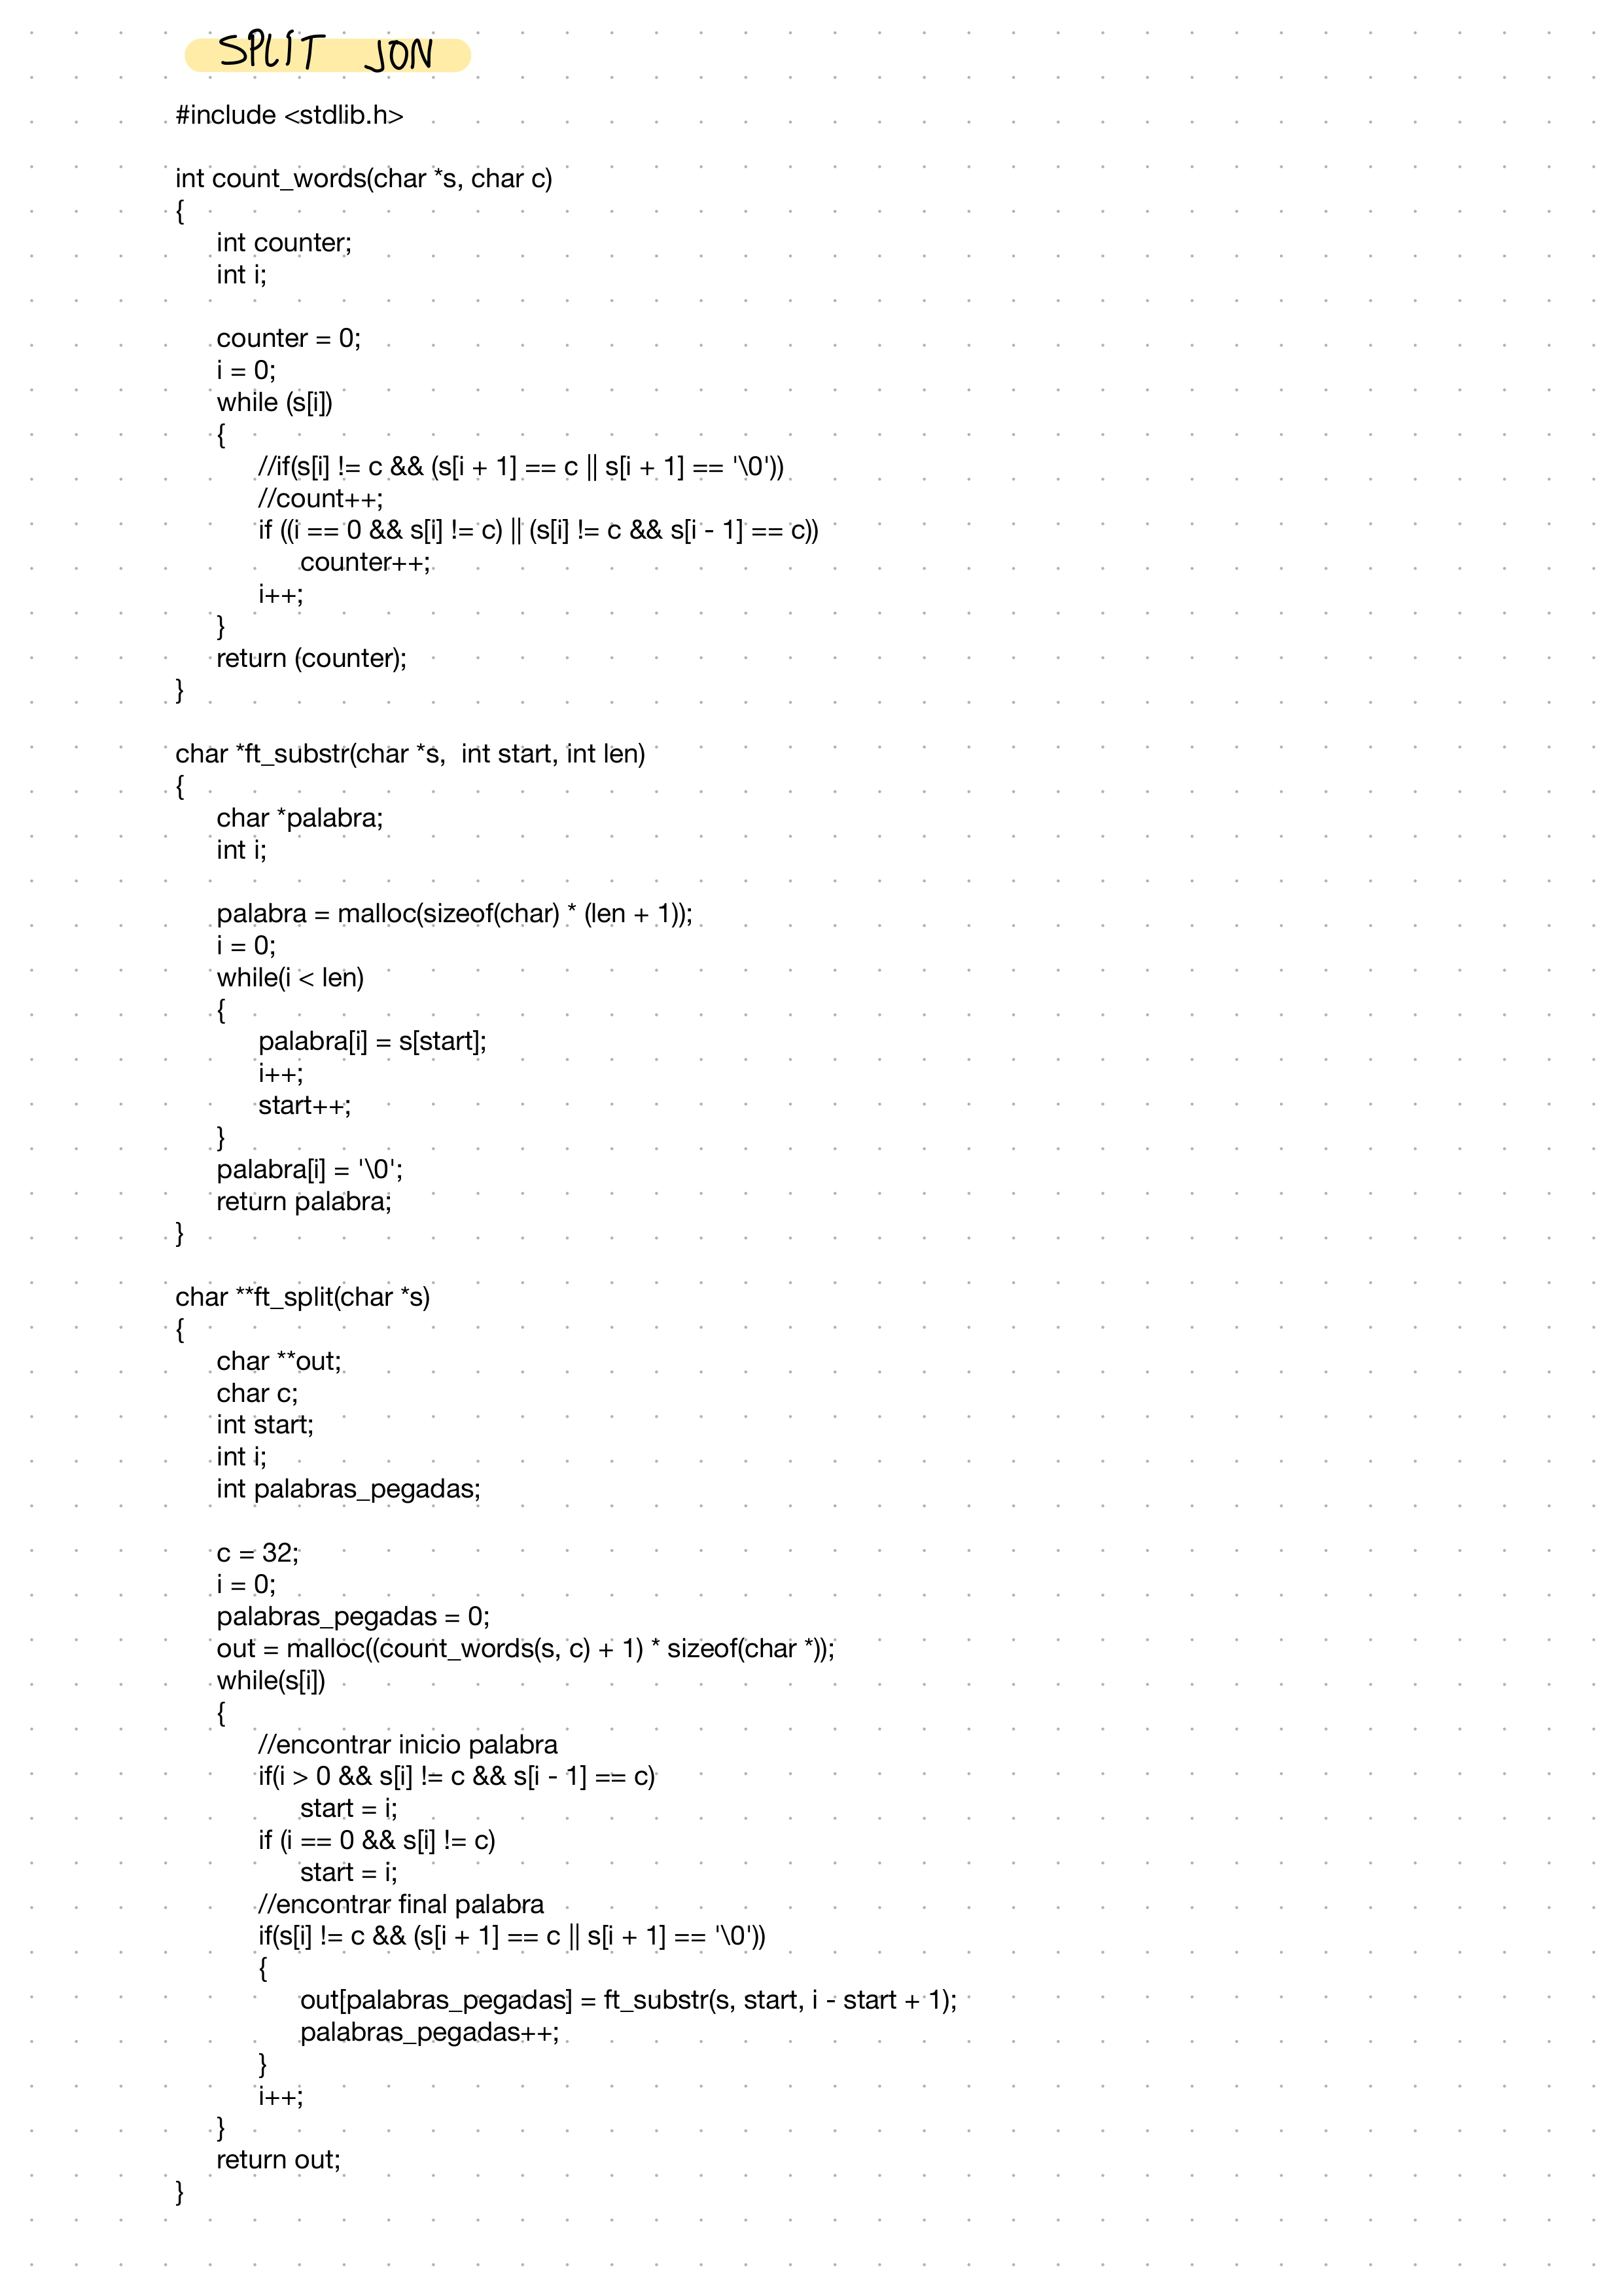 SPLIT JON
#include <stdlib.h>
int count_words(char *s, char c)
{
int counter;
int i;
counter = 0;
i = 0;
while (s[i])
{
//if(s[i] != c && (s[i + 1] == c || s[i + 1] == '\0'))
//count++;
if ((i == 0 && s[i] != c) || (s[i] != c && s[i - 1] == c))
counter++;
i++;
}
return (counter);
}
char *ft_substr(char *s,  int start, int len)
{
char *palabra;
int i;
palabra = malloc(sizeof(char) * (len + 1));
i = 0;
while(i < len)
{
palabra[i] = s[start];
i++;
start++;
}
palabra[i] = '\0';
return palabra;
}
char **ft_split(char *s)
{
char **out;
char c;
int start;
int i;
int palabras_pegadas;
c = 32;
i = 0;
palabras_pegadas = 0;
out = malloc((count_words(s, c) + 1) * sizeof(char *));
while(s[i])
{
//encontrar inicio palabra
if(i > 0 && s[i] != c && s[i - 1] == c)
start = i;
if (i == 0 && s[i] != c)
start = i;
//encontrar final palabra
if(s[i] != c && (s[i + 1] == c || s[i + 1] == '\0'))
{
out[palabras_pegadas] = ft_substr(s, start, i - start + 1);
palabras_pegadas++;
}
i++;
}
return out;
}